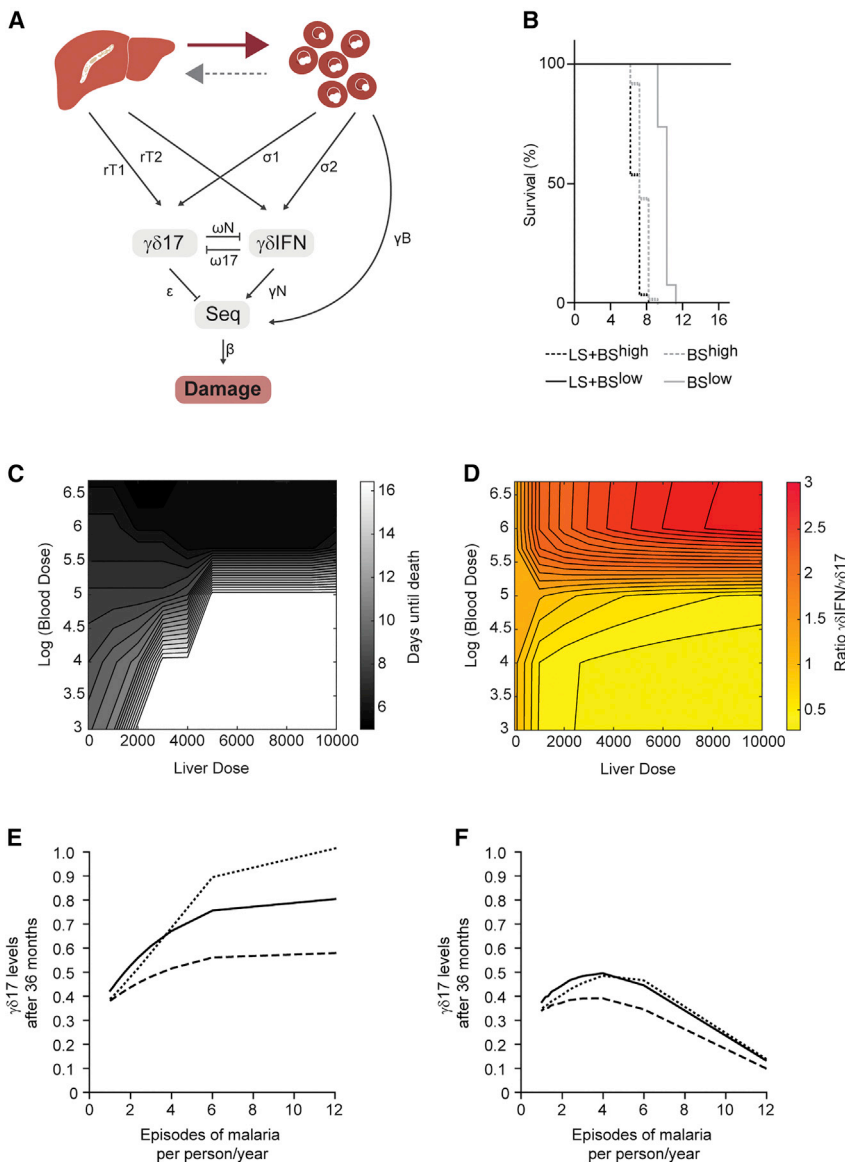 A
rT1
rT2
σ1
σ2
γδ17
ωN
ω17
γδIFN
γB
ε
γN
Seq
β
Damage
B
Survival (%)
100
50
0
0 4 8 12 16
LS+BShigh
BShigh
LS+BSlow
BSlow
C
Log (Blood Dose)
6.5
6
5.5
5
4.5
4
3.5
3
0 2000 4000 6000 8000 10000
Liver Dose
16
14
12
10
8
6
Days until death
D
Log (Blood Dose)
6.5
6
5.5
5
4.5
4
3.5
3
0 2000 4000 6000 8000 10000
Liver Dose
3
2.5
2
1.5
1
0.5
Ratio γδIFN/γδ17
E
γδ17 levels
after 36 months
1.0
0.9
0.8
0.7
0.6
0.5
0.4
0.3
0.2
0.1
0
0 2 4 6 8 10 12
Episodes of malaria
per person/year
F
γδ17 levels
after 36 months
1.0
0.9
0.8
0.7
0.6
0.5
0.4
0.3
0.2
0.1
0
0 2 4 6 8 10 12
Episodes of malaria
per person/year